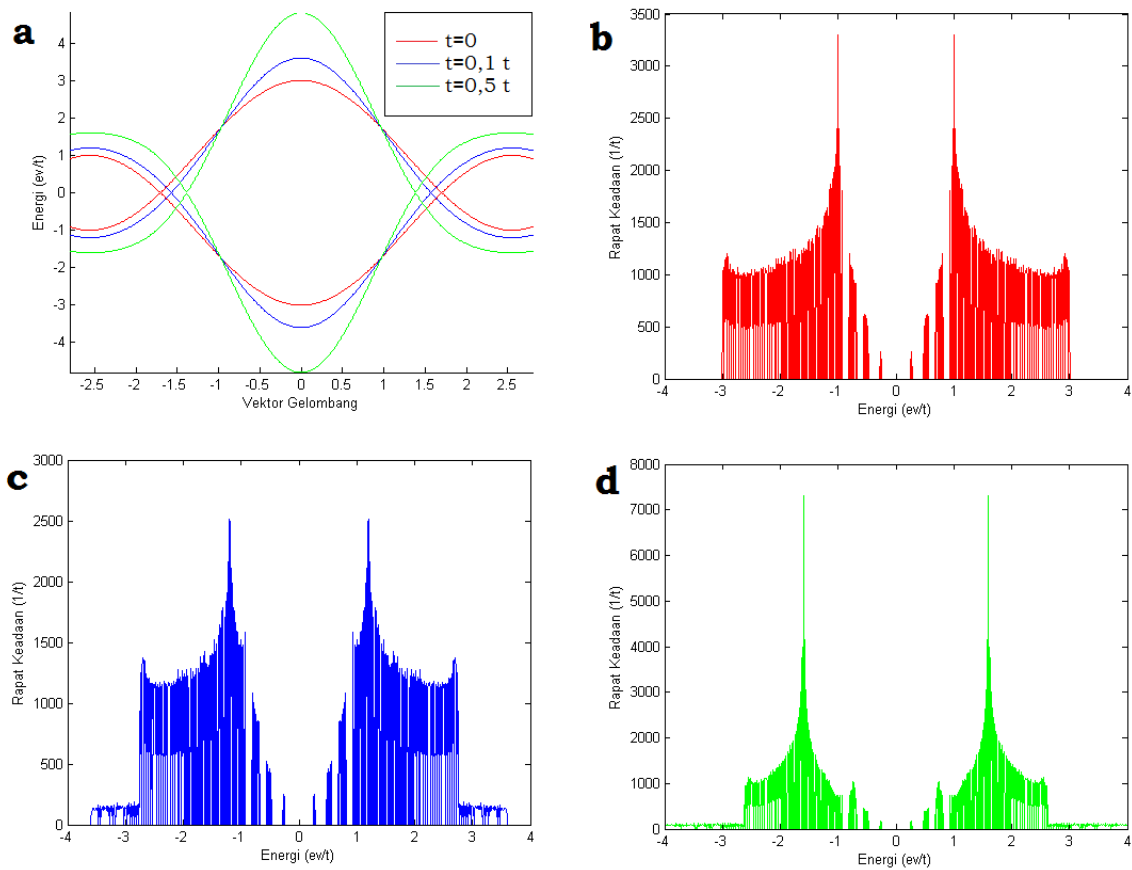 a
t=0
t=0,1 t
t=0,5 t
4
3
2
1
0
-1
-2
-3
-4
Energi (ev/t)
-2.5 -2 -1.5 -1 -0.5 0 0.5 1 1.5 2 2.5
Vektor Gelombang
b
3500
3000
2500
2000
1500
1000
500
0
Rapat Keadaan (1/t)
-4 -3 -2 -1 0 1 2 3 4
Energi (ev/t)
c
3000
2500
2000
1500
1000
500
0
Rapat Keadaan (1/t)
-4 -3 -2 -1 0 1 2 3 4
Energi (ev/t)
d
8000
7000
6000
5000
4000
3000
2000
1000
0
Rapat Keadaan (1/t)
-4 -3 -2 -1 0 1 2 3 4
Energi (ev/t)